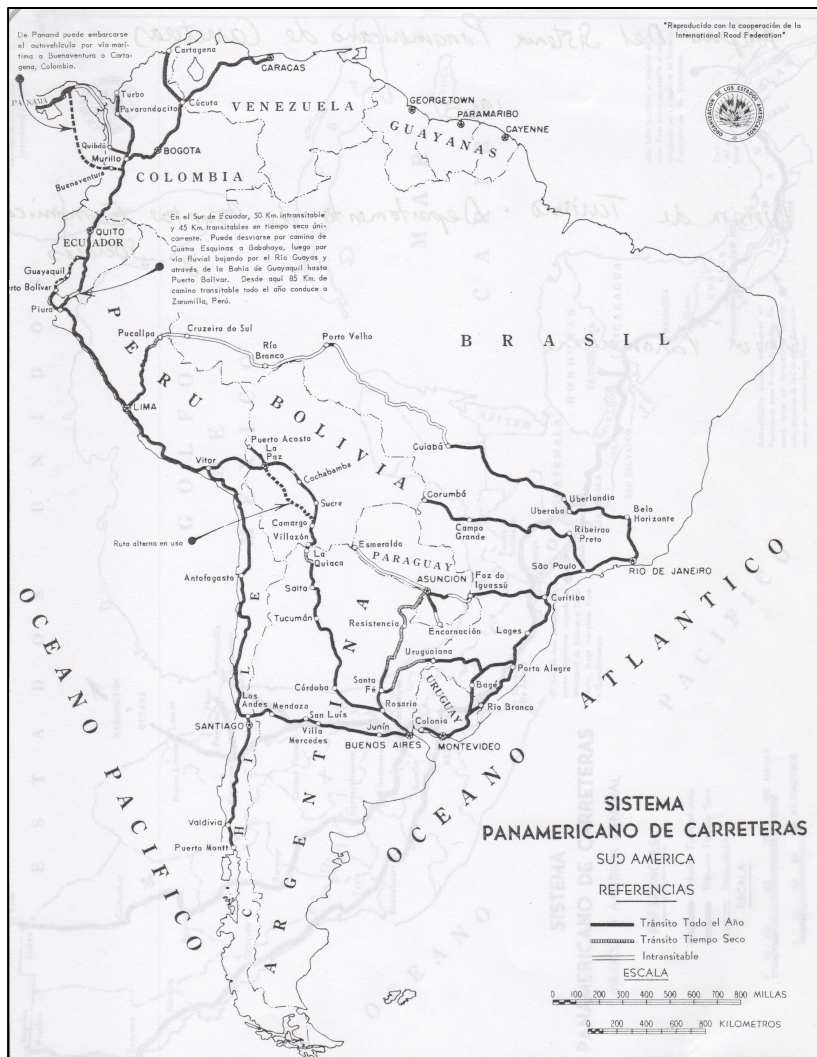 De Panamá puede embarcarse
el autovehículo por vía marí-
tima a Buenaventura o Carta-
gena, Colombia.
"Reproducido con la cooperación de la
International Road Federation"
ORGANIZACION DE LOS ESTADOS AMERICANOS
PANAMA
Cartagena
CARACAS
Turbo
Pavarandocito
Cúcuta
VENEZUELA
GEORGETOWN
PARAMARIBO
CAYENNE
GUAYANAS
Quibdó
Murillo
BOGOTA
Buenaventura
COLOMBIA
En el Sur de Ecuador, 50 Km. intransitable
y 45 Km. transitables en tiempo seco úni-
camente. Puede desviarse por camino de
Cuatro Esquinas a Babahoyo, luego por
vía fluvial bajando por el Río Guayas y
através de la Bahía de Guayaquil hasta
Puerto Bolívar. Desde aquí 85 Km. de
camino transitable todo el año conduce a
Zarumilla, Perú.
QUITO
ECUADOR
Guayaquil
rto Bolívar
Piura
PERU
Pucallpa
Cruzeiro do Sul
Río
Branco
Porto Velho
BRASIL
LIMA
BOLIVIA
Puerto Acosta
La
Paz
Vitor
Cochabamba
Cuiabá
Sucre
Corumbá
Uberlandia
Uberaba
Belo
Horizonte
Camargo
Villazón
Campo
Grande
Ribeirao
Preto
Ruta alterna en uso
La
Quiaca
Esmeralda
PARAGUAY
ASUNCION
Foz do
Iguassú
São Paulo
RIO DE JANEIRO
Antofagasta
Salta
Tucumán
Resistencia
Encarnación
Curitiba
Lages
Uruguaiana
Porto Alegre
Córdoba
Santa
Fé
Bagé
URUGUAY
Rio Branco
Los
Andes
Mendoza
San Luís
Rosario
SANTIAGO
Villa
Mercedes
Junín
Colonia
BUENOS AIRES
MONTEVIDEO
Valdivia
Puerto Montt
CHILE
ARGENTINA
OCEANO PACIFICO
OCEANO ATLANTICO
SISTEMA
PANAMERICANO DE CARRETERAS
SUD AMERICA
REFERENCIAS
Tránsito Todo el Año
Tránsito Tiempo Seco
Intransitable
ESCALA
0 100 200 300 400 500 600 700 800 MILLAS
200 400 600 800 KILOMETROS